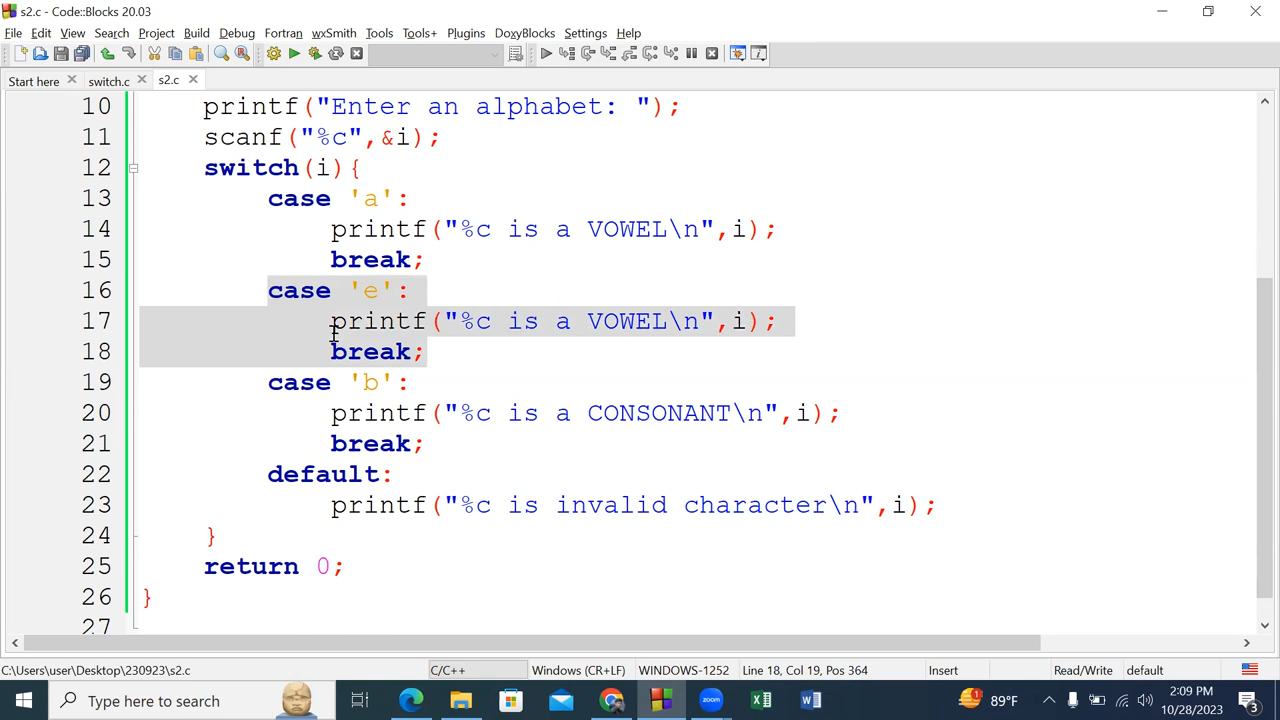 s2.c - Code::Blocks 20.03
File Edit View Search Project Build Debug Fortran wxSmith Tools Tools+ Plugins DoxyBlocks Settings Help
Start here switch.c s2.c
10 printf("Enter an alphabet: ");
11 scanf("%c",&i);
12 switch(i){
13 case 'a':
14 printf("%c is a VOWEL\n",i);
15 break;
16 case 'e':
17 printf("%c is a VOWEL\n",i);
18 break;
19 case 'b':
20 printf("%c is a CONSONANT\n",i);
21 break;
22 default:
23 printf("%c is invalid character\n",i);
24 }
25 return 0;
26 }
27
C:\Users\user\Desktop\230923\s2.c C/C++ Windows (CR+LF) WINDOWS-1252 Line 18, Col 19, Pos 364 Insert Read/Write default
Type here to search zoom 1 89°F 2:09 PM
10/28/2023 3